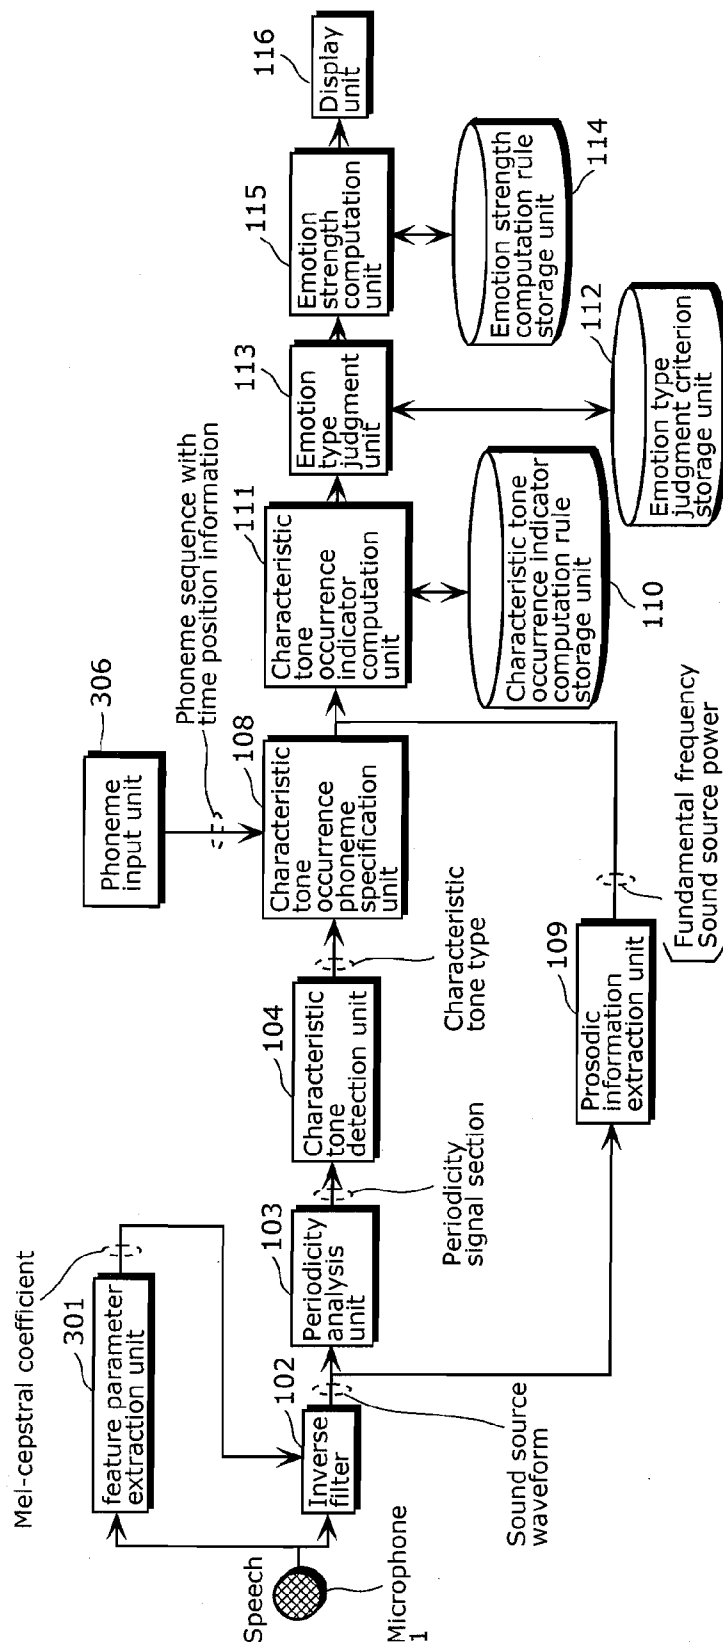 Speech
Microphone
1
Mel-cepstral coefficient
301
feature parameter
extraction unit
102
Inverse
filter
Sound source
waveform
103
Periodicity
analysis
unit
Periodicity
signal section
104
Characteristic
tone
detection unit
Characteristic
tone type
109
Prosodic
information
extraction unit
Fundamental frequency
Sound source power
306
Phoneme
input unit
Phoneme sequence with
time position information
108
Characteristic
tone
occurrence
phoneme
specification
unit
111
Characteristic
tone
occurrence
indicator
computation
unit
Characteristic tone
occurrence indicator
computation rule
storage unit
110
113
Emotion
type
judgment
unit
112
Emotion type
judgment criterion
storage unit
115
Emotion
strength
computation
unit
Emotion strength
computation rule
storage unit
114
116
Display
unit